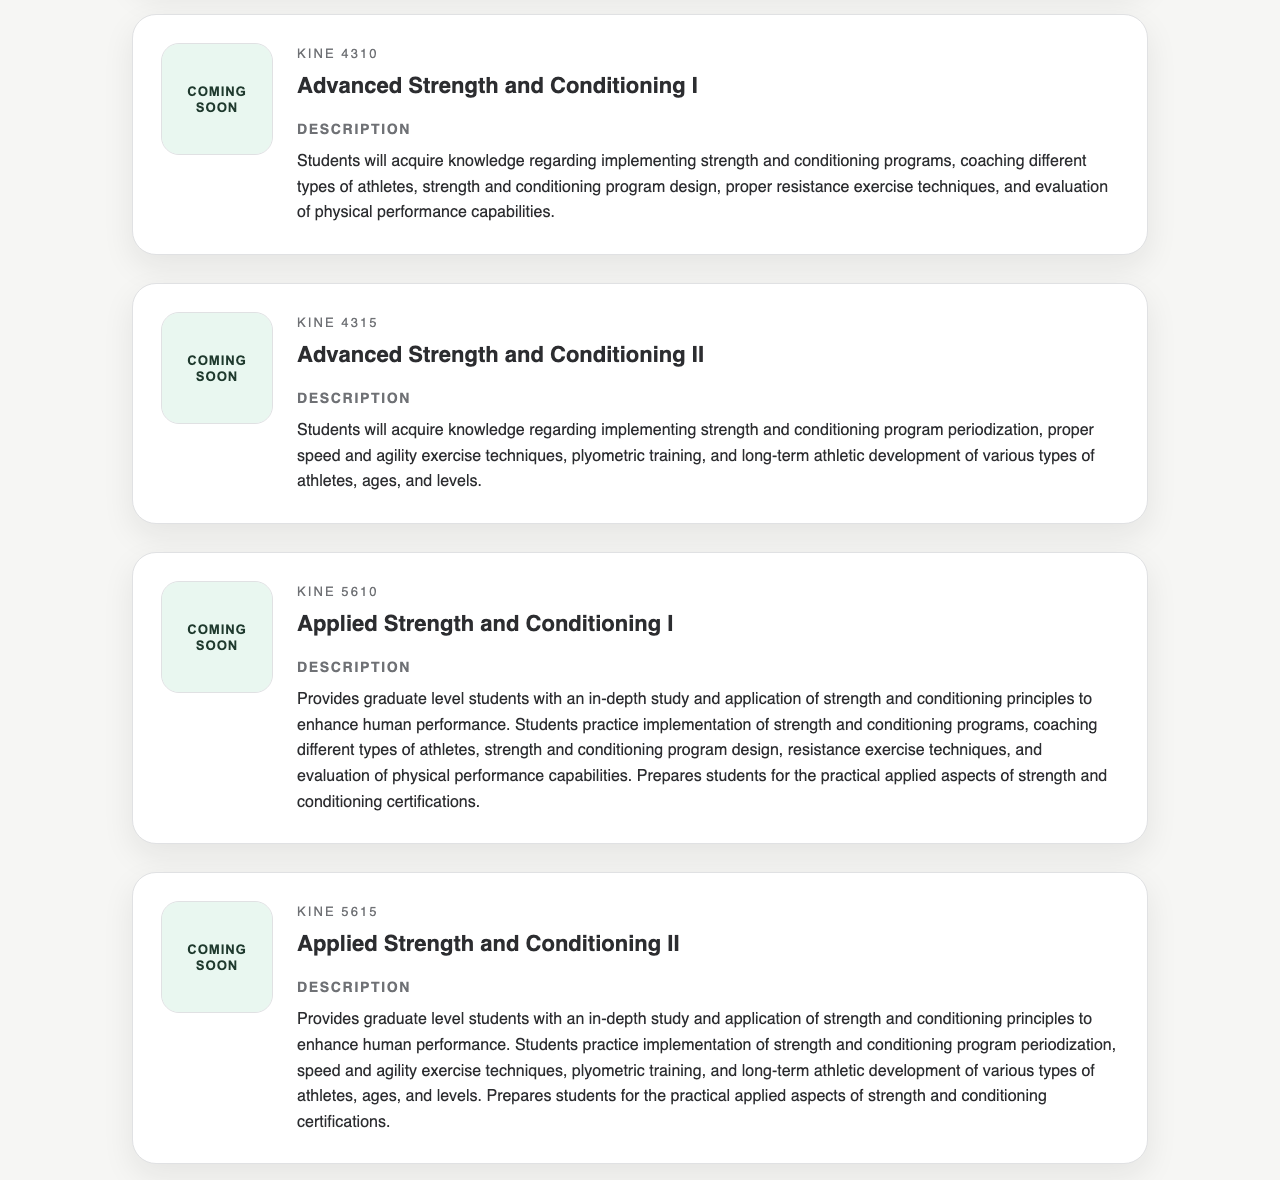 COMING
SOON
KINE 4310
Advanced Strength and Conditioning I
DESCRIPTION
Students will acquire knowledge regarding implementing strength and conditioning programs, coaching different
types of athletes, strength and conditioning program design, proper resistance exercise techniques, and evaluation
of physical performance capabilities.
COMING
SOON
KINE 4315
Advanced Strength and Conditioning II
DESCRIPTION
Students will acquire knowledge regarding implementing strength and conditioning program periodization, proper
speed and agility exercise techniques, plyometric training, and long-term athletic development of various types of
athletes, ages, and levels.
COMING
SOON
KINE 5610
Applied Strength and Conditioning I
DESCRIPTION
Provides graduate level students with an in-depth study and application of strength and conditioning principles to
enhance human performance. Students practice implementation of strength and conditioning programs, coaching
different types of athletes, strength and conditioning program design, resistance exercise techniques, and
evaluation of physical performance capabilities. Prepares students for the practical applied aspects of strength and
conditioning certifications.
COMING
SOON
KINE 5615
Applied Strength and Conditioning II
DESCRIPTION
Provides graduate level students with an in-depth study and application of strength and conditioning principles to
enhance human performance. Students practice implementation of strength and conditioning program periodization,
speed and agility exercise techniques, plyometric training, and long-term athletic development of various types of
athletes, ages, and levels. Prepares students for the practical applied aspects of strength and conditioning
certifications.